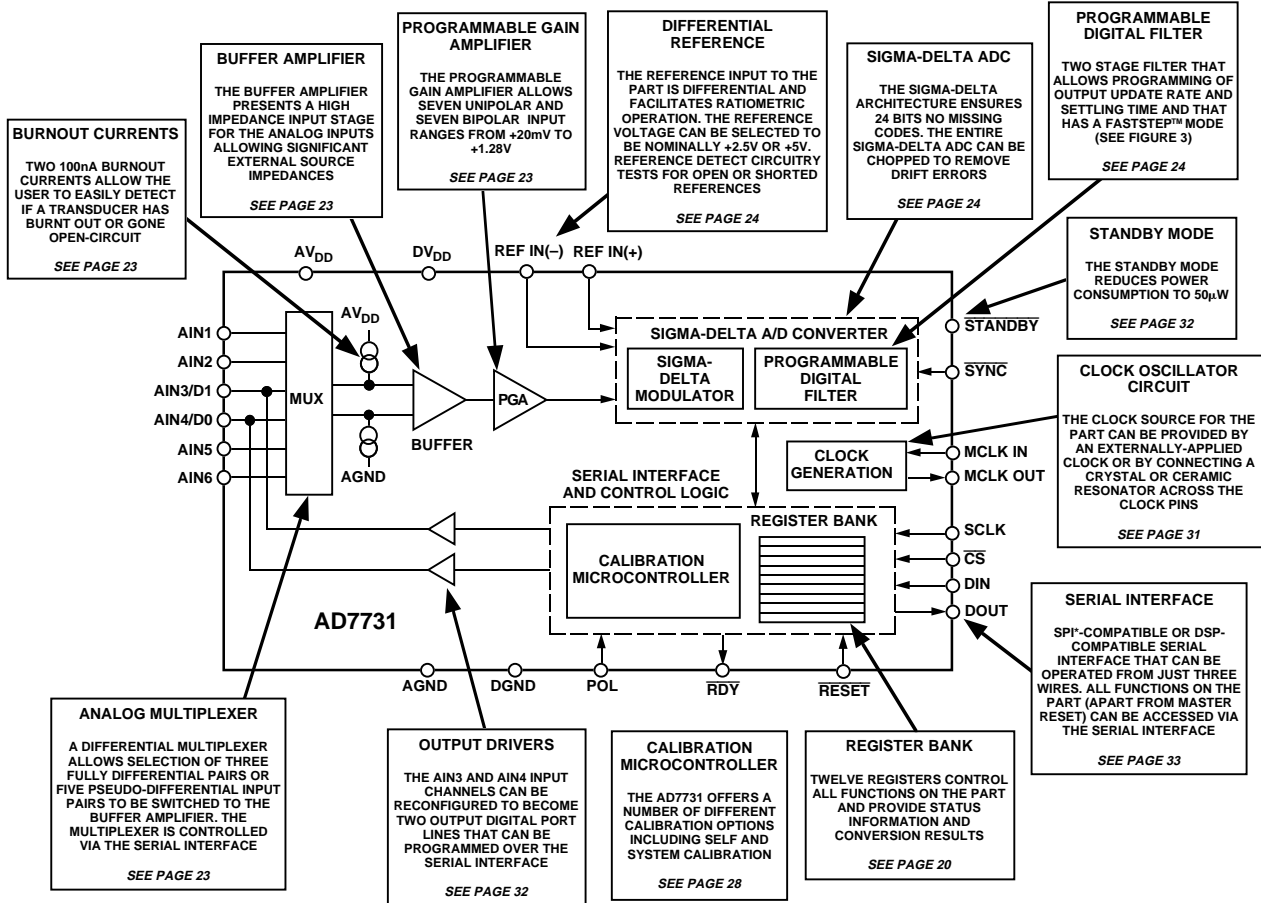 PROGRAMMABLE GAIN
AMPLIFIER
THE PROGRAMMABLE
GAIN AMPLIFIER ALLOWS
SEVEN UNIPOLAR AND
SEVEN BIPOLAR INPUT
RANGES FROM +20mV TO
+1.28V
SEE PAGE 23
DIFFERENTIAL
REFERENCE
THE REFERENCE INPUT TO THE
PART IS DIFFERENTIAL AND
FACILITATES RATIOMETRIC
OPERATION. THE REFERENCE
VOLTAGE CAN BE SELECTED TO
BE NOMINALLY +2.5V OR +5V.
REFERENCE DETECT CIRCUITRY
TESTS FOR OPEN OR SHORTED
REFERENCES
SEE PAGE 24
PROGRAMMABLE
DIGITAL FILTER
TWO STAGE FILTER THAT
ALLOWS PROGRAMMING OF
OUTPUT UPDATE RATE AND
SETTLING TIME AND THAT
HAS A FASTSTEP™ MODE
(SEE FIGURE 3)
SEE PAGE 24
BUFFER AMPLIFIER
THE BUFFER AMPLIFIER
PRESENTS A HIGH
IMPEDANCE INPUT STAGE
FOR THE ANALOG INPUTS
ALLOWING SIGNIFICANT
EXTERNAL SOURCE
IMPEDANCES
SEE PAGE 23
SIGMA-DELTA ADC
THE SIGMA-DELTA
ARCHITECTURE ENSURES
24 BITS NO MISSING
CODES. THE ENTIRE
SIGMA-DELTA ADC CAN BE
CHOPPED TO REMOVE
DRIFT ERRORS
SEE PAGE 24
BURNOUT CURRENTS
TWO 100nA BURNOUT
CURRENTS ALLOW THE
USER TO EASILY DETECT
IF A TRANSDUCER HAS
BURNT OUT OR GONE
OPEN-CIRCUIT
SEE PAGE 23
STANDBY MODE
THE STANDBY MODE
REDUCES POWER
CONSUMPTION TO 50μW
SEE PAGE 32
AVDD
DVDD
REF IN(–)
REF IN(+)
AIN1
AIN2
AIN3/D1
AIN4/D0
AIN5
AIN6
MUX
AVDD
AGND
BUFFER
PGA
SIGMA-DELTA A/D CONVERTER
SIGMA-
DELTA
MODULATOR
PROGRAMMABLE
DIGITAL
FILTER
STANDBY
SYNC
CLOCK
GENERATION
MCLK IN
MCLK OUT
CLOCK OSCILLATOR
CIRCUIT
THE CLOCK SOURCE FOR THE
PART CAN BE PROVIDED BY
AN EXTERNALLY-APPLIED
CLOCK OR BY CONNECTING A
CRYSTAL OR CERAMIC
RESONATOR ACROSS THE
CLOCK PINS
SEE PAGE 31
SERIAL INTERFACE
AND CONTROL LOGIC
REGISTER BANK
CALIBRATION
MICROCONTROLLER
SCLK
CS
DIN
DOUT
AD7731
AGND
DGND
POL
RDY
RESET
SERIAL INTERFACE
SPI*-COMPATIBLE OR DSP-
COMPATIBLE SERIAL
INTERFACE THAT CAN BE
OPERATED FROM JUST THREE
WIRES. ALL FUNCTIONS ON THE
PART (APART FROM MASTER
RESET) CAN BE ACCESSED VIA
THE SERIAL INTERFACE
SEE PAGE 33
ANALOG MULTIPLEXER
A DIFFERENTIAL MULTIPLEXER
ALLOWS SELECTION OF THREE
FULLY DIFFERENTIAL PAIRS OR
FIVE PSEUDO-DIFFERENTIAL INPUT
PAIRS TO BE SWITCHED TO THE
BUFFER AMPLIFIER. THE
MULTIPLEXER IS CONTROLLED
VIA THE SERIAL INTERFACE
SEE PAGE 23
OUTPUT DRIVERS
THE AIN3 AND AIN4 INPUT
CHANNELS CAN BE
RECONFIGURED TO BECOME
TWO OUTPUT DIGITAL PORT
LINES THAT CAN BE
PROGRAMMED OVER THE
SERIAL INTERFACE
SEE PAGE 32
CALIBRATION
MICROCONTROLLER
THE AD7731 OFFERS A
NUMBER OF DIFFERENT
CALIBRATION OPTIONS
INCLUDING SELF AND
SYSTEM CALIBRATION
SEE PAGE 28
REGISTER BANK
TWELVE REGISTERS CONTROL
ALL FUNCTIONS ON THE PART
AND PROVIDE STATUS
INFORMATION AND
CONVERSION RESULTS
SEE PAGE 20